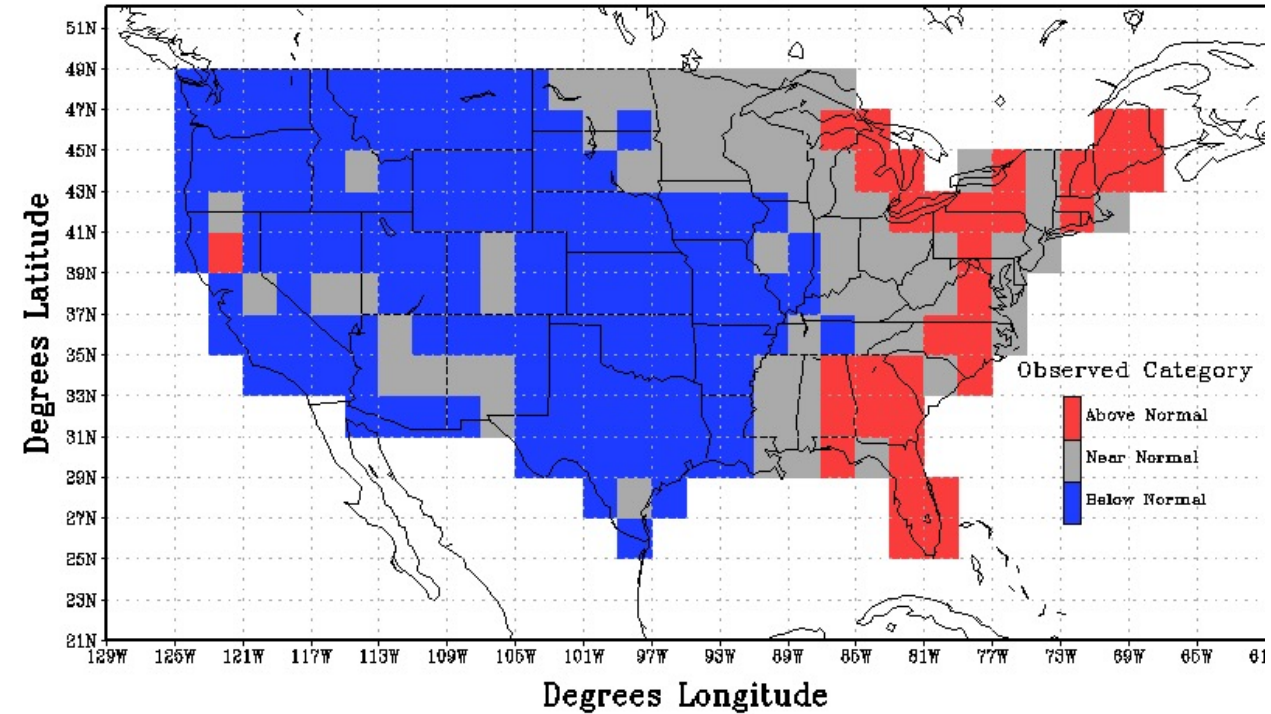 51N
49N
47N
45N
43N
41N
39N
37N
35N
33N
31N
29N
27N
25N
23N
21N
Degrees Latitude
Observed Category
Above Normal
Near Normal
Below Normal
129W 125W 121W 117W 113W 109W 105W 101W 97W 93W 89W 85W 81W 77W 73W 69W 65W 61
Degrees Longitude